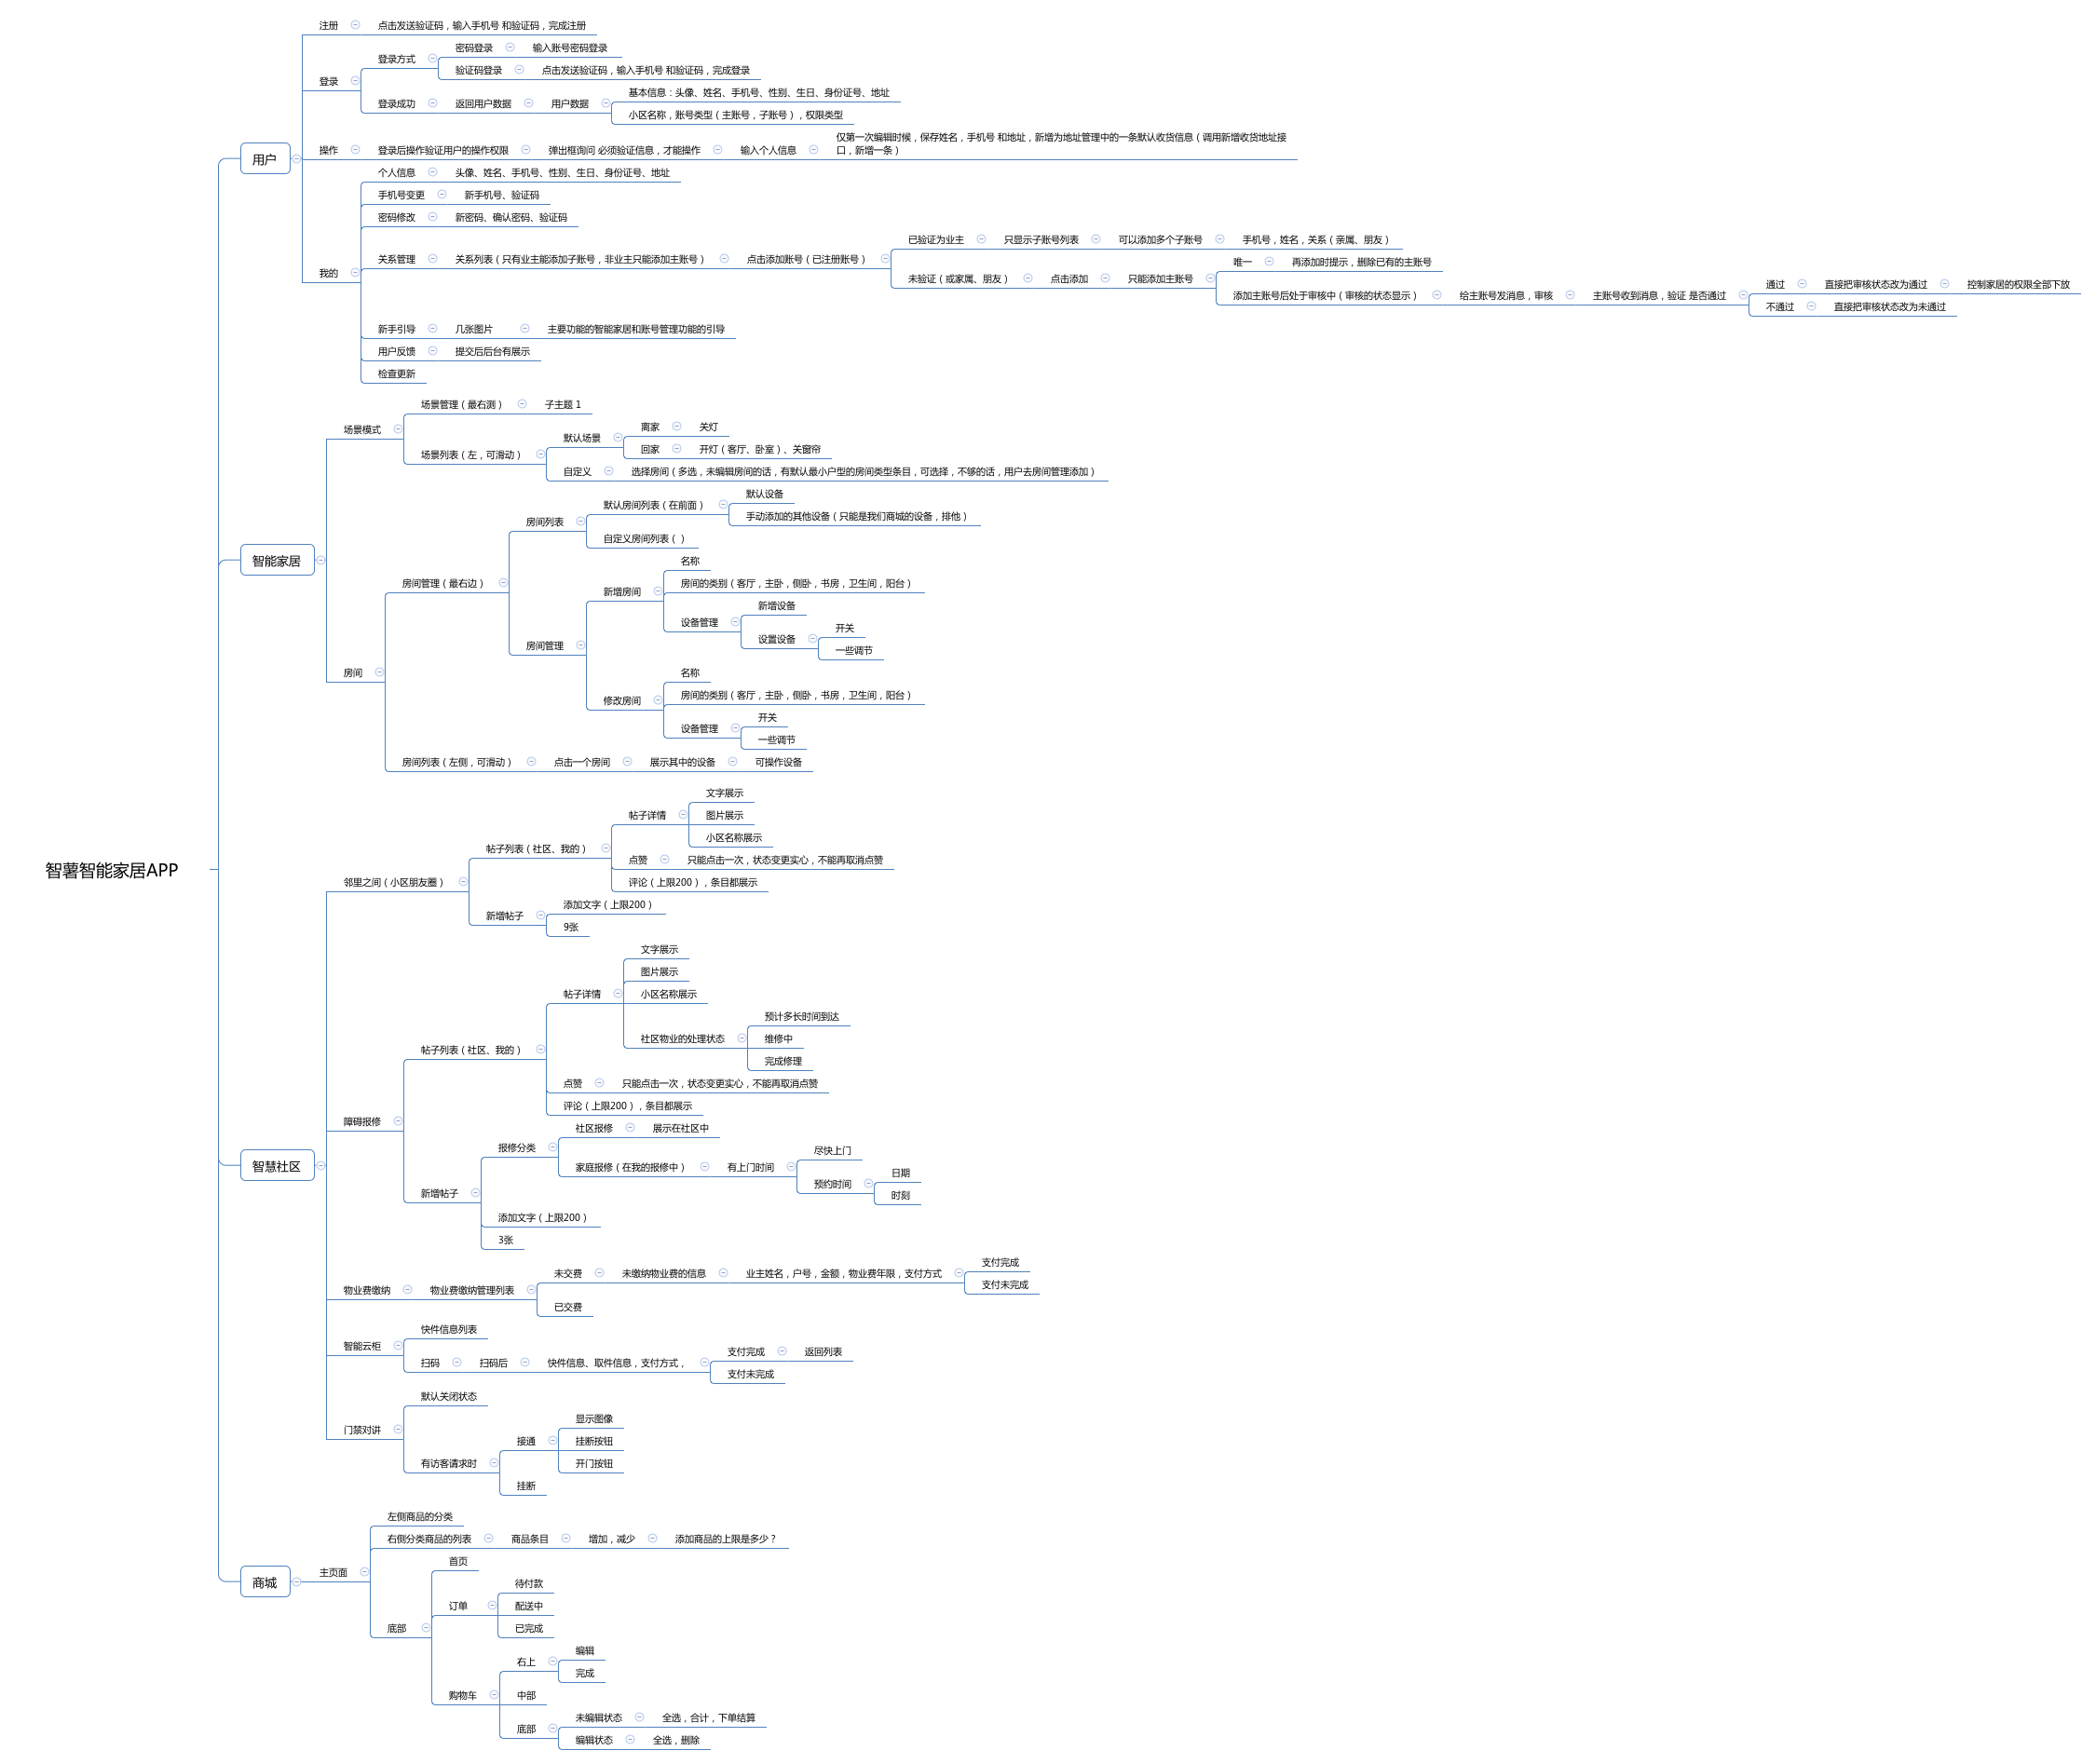 注册
点击发送验证码，输入手机号 和验证码，完成注册
密码登录
输入账号密码登录
登录方式
验证码登录
点击发送验证码，输入手机号 和验证码，完成登录
登录
基本信息：头像、姓名、手机号、性别、生日、身份证号、地址
登录成功
返回用户数据
用户数据
小区名称，账号类型（主账号，子账号），权限类型
用户
操作
登录后操作验证用户的操作权限
弹出框询问 必须验证信息，才能操作
输入个人信息
仅第一次编辑时候，保存姓名，手机号 和地址，新增为地址管理中的一条默认收货信息（调用新增收货地址接
口，新增一条）
个人信息
头像、姓名、手机号、性别、生日、身份证号、地址
手机号变更
新手机号、验证码
密码修改
新密码、确认密码、验证码
我的
关系管理
关系列表（只有业主能添加子账号，非业主只能添加主账号）
点击添加账号（已注册账号）
已验证为业主
只显示子账号列表
可以添加多个子账号
手机号，姓名，关系（亲属、朋友）
未验证（或家属、朋友）
点击添加
只能添加主账号
唯一
再添加时提示，删除已有的主账号
添加主账号后处于审核中（审核的状态显示）
给主账号发消息，审核
主账号收到消息，验证 是否通过
通过
直接把审核状态改为通过
控制家居的权限全部下放
不通过
直接把审核状态改为未通过
新手引导
几张图片
主要功能的智能家居和账号管理功能的引导
用户反馈
提交后后台有展示
检查更新
场景管理（最右测）
子主题 1
场景模式
场景列表（左，可滑动）
默认场景
离家
关灯
回家
开灯（客厅、卧室）、关窗帘
自定义
选择房间（多选，未编辑房间的话，有默认最小户型的房间类型条目，可选择，不够的话，用户去房间管理添加）
智能家居
房间
房间管理（最右边）
房间列表
默认房间列表（在前面）
默认设备
手动添加的其他设备（只能是我们商城的设备，排他）
自定义房间列表（ ）
房间管理
新增房间
名称
房间的类别（客厅，主卧，侧卧，书房，卫生间，阳台）
设备管理
新增设备
设置设备
开关
一些调节
修改房间
名称
房间的类别（客厅，主卧，侧卧，书房，卫生间，阳台）
设备管理
开关
一些调节
房间列表（左侧，可滑动）
点击一个房间
展示其中的设备
可操作设备
智薯智能家居APP
智慧社区
邻里之间（小区朋友圈）
帖子列表（社区、我的）
帖子详情
文字展示
图片展示
小区名称展示
点赞
只能点击一次，状态变更实心，不能再取消点赞
评论（上限200），条目都展示
新增帖子
添加文字（上限200）
9张
障碍报修
帖子列表（社区、我的）
帖子详情
文字展示
图片展示
小区名称展示
社区物业的处理状态
预计多长时间到达
维修中
完成修理
点赞
只能点击一次，状态变更实心，不能再取消点赞
评论（上限200），条目都展示
新增帖子
报修分类
社区报修
展示在社区中
家庭报修（在我的报修中）
有上门时间
尽快上门
预约时间
日期
时刻
添加文字（上限200）
3张
物业费缴纳
物业费缴纳管理列表
未交费
未缴纳物业费的信息
业主姓名，户号，金额，物业费年限，支付方式
支付完成
支付未完成
已交费
智能云柜
快件信息列表
扫码
扫码后
快件信息、取件信息，支付方式，
支付完成
返回列表
支付未完成
门禁对讲
默认关闭状态
有访客请求时
接通
显示图像
挂断按钮
开门按钮
挂断
商城
主页面
左侧商品的分类
右侧分类商品的列表
商品条目
增加，减少
添加商品的上限是多少？
底部
首页
订单
待付款
配送中
已完成
购物车
右上
编辑
完成
中部
底部
未编辑状态
全选，合计，下单结算
编辑状态
全选，删除